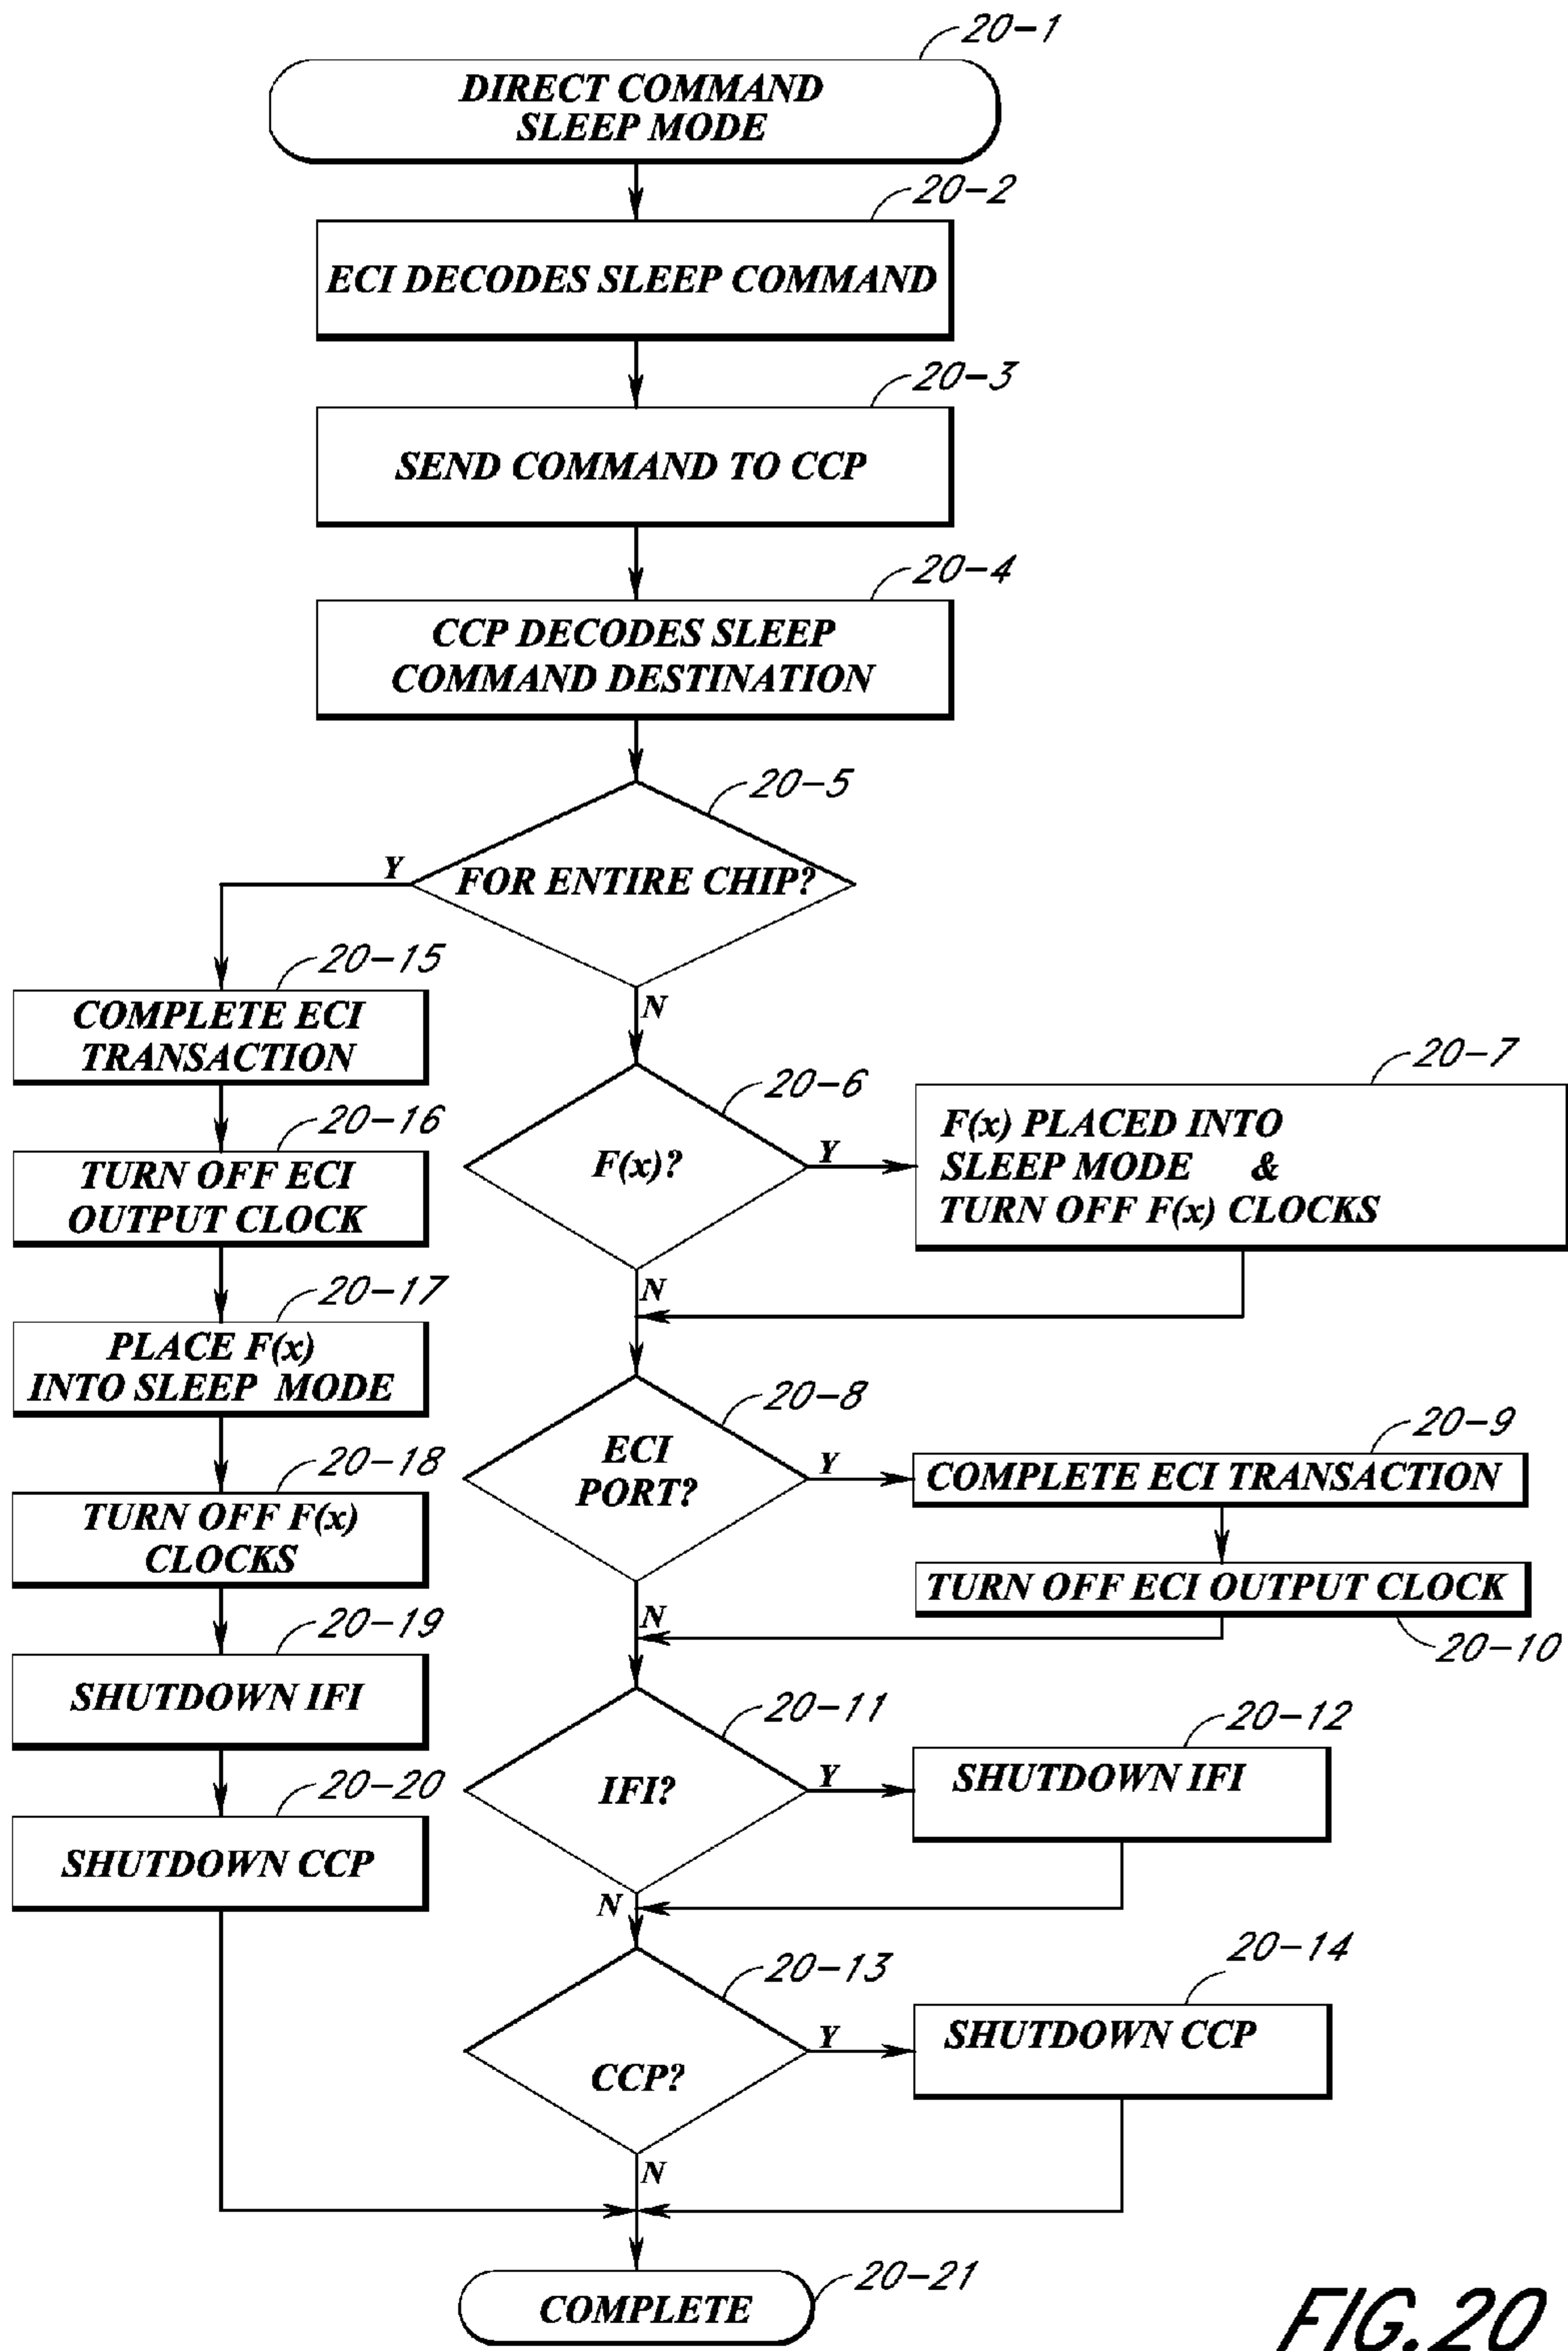 20-1
DIRECT COMMAND
SLEEP MODE
20-2
ECI DECODES SLEEP COMMAND
20-3
SEND COMMAND TO CCP
20-4
CCP DECODES SLEEP
COMMAND DESTINATION
20-5
Y
FOR ENTIRE CHIP?
N
20-15
COMPLETE ECI
TRANSACTION
20-16
TURN OFF ECI
OUTPUT CLOCK
20-17
PLACE F(x)
INTO SLEEP MODE
20-18
TURN OFF F(x)
CLOCKS
20-19
SHUTDOWN IFI
20-20
SHUTDOWN CCP
20-6
F(x)?
Y
N
20-7
F(x) PLACED INTO
SLEEP MODE &
TURN OFF F(x) CLOCKS
20-8
ECI
PORT?
Y
N
20-9
COMPLETE ECI TRANSACTION
TURN OFF ECI OUTPUT CLOCK
20-10
20-11
IFI?
Y
N
20-12
SHUTDOWN IFI
20-13
CCP?
Y
N
20-14
SHUTDOWN CCP
20-21
COMPLETE
FIG.20